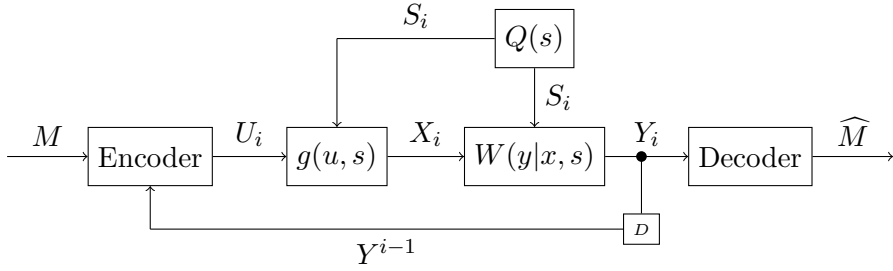 S_i
Q(s)
S_i
M
Encoder
U_i
g(u, s)
X_i
W(y|x, s)
Y_i
Decoder
\widehat{M}
D
Y^{i-1}